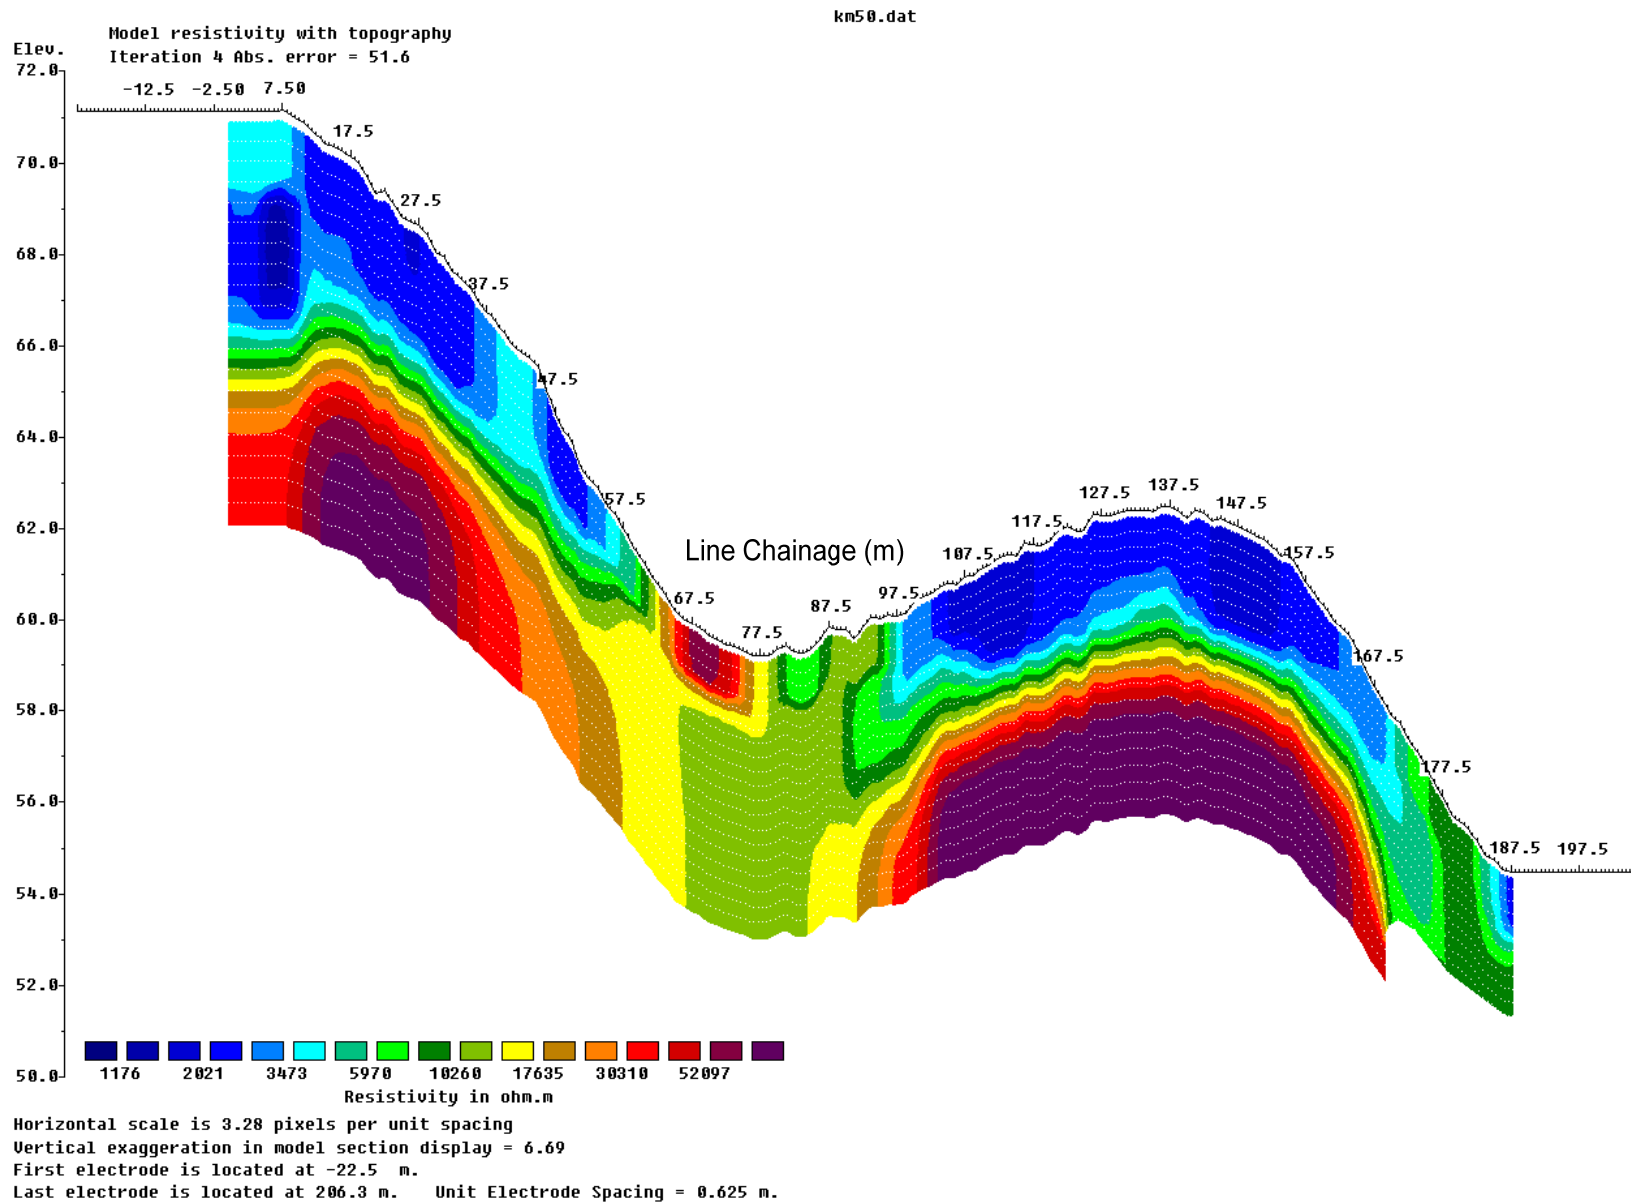 km50.dat
Model resistivity with topography
Elev.
Iteration 4 Abs. error = 51.6
72.0
-12.5 -2.50 7.50
17.5
70.0
27.5
68.0
37.5
66.0
47.5
64.0
137.5
127.5
147.5
57.5
62.0
117.5
Line Chainage (m)
107.5
157.5
97.5
67.5
87.5
60.0
77.5
167.5
58.0
177.5
56.0
187.5 197.5
54.0
52.0
50.0
1176 2021 3473 5970 10260 17635 30310 52097
Resistivity in ohm.m
Horizontal scale is 3.28 pixels per unit spacing
Vertical exaggeration in model section display = 6.69
First electrode is located at -22.5 m.
Last electrode is located at 206.3 m. Unit Electrode Spacing = 0.625 m.